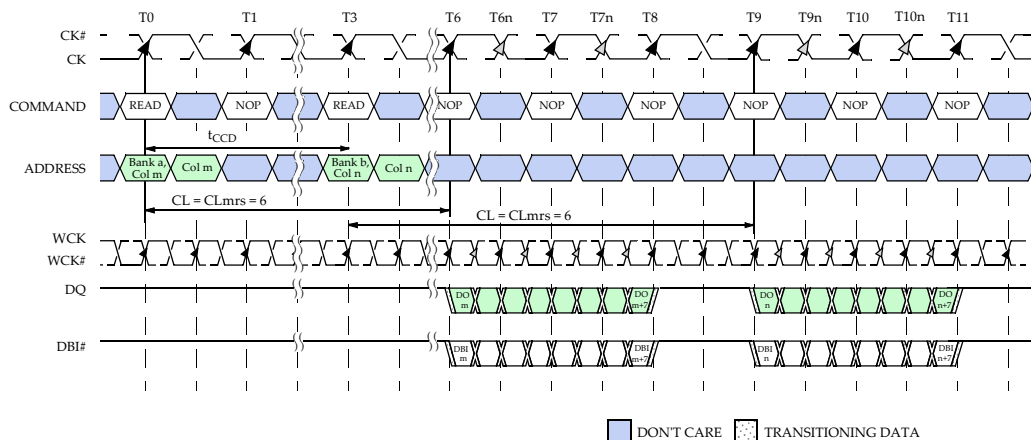 T0 T1 T3 T6 T6n T7 T7n T8 T9 T9n T10 T10n T11
CK#
CK
COMMAND READ NOP READ NOP NOP NOP NOP NOP NOP
tCCD
ADDRESS Bank a, Col m Col m Bank b, Col n Col n
CL = CLmrs = 6
CL = CLmrs = 6
WCK
WCK#
DQ DO m DO m+7 DO n DO n+7
DBI# DBI m DBI m+7 DBI n DBI n+7
DON'T CARE TRANSITIONING DATA